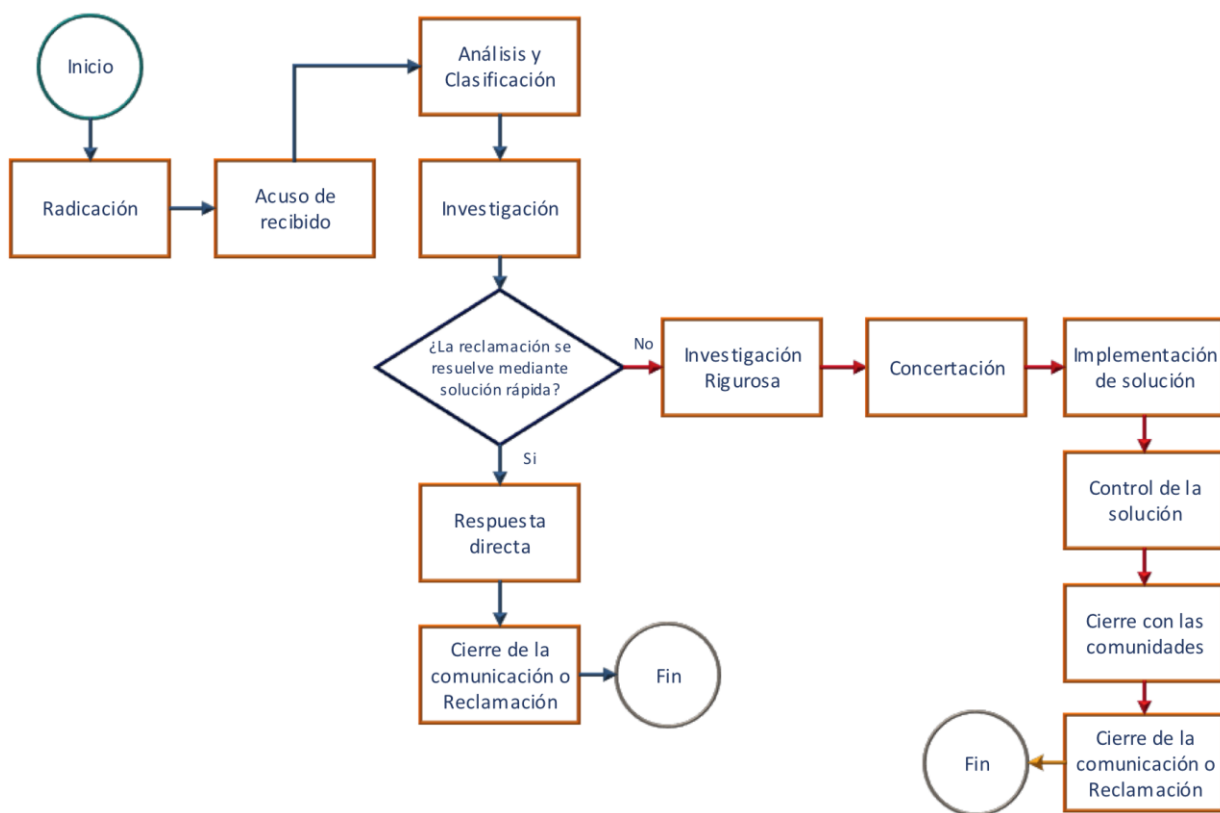 Inicio
Radicación
Acuso de
recibido
Análisis y
Clasificación
Investigación
¿La reclamación se
resuelve mediante
solución rápida?
No
Investigación
Rigurosa
Concertación
Implementación
de solución
Control de la
solución
Cierre con las
comunidades
Cierre de la
comunicación o
Reclamación
Fin
Si
Respuesta
directa
Cierre de la
comunicación o
Reclamación
Fin